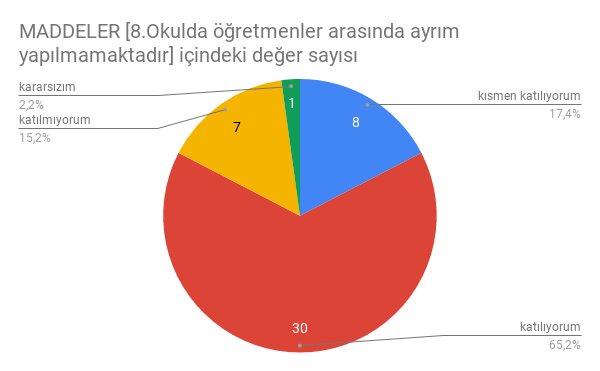 MADDELER [8.Okulda öğretmenler arasında ayrım
yapılmamaktadır] içindeki değer sayısı
kararsızım
2,2%
katılmıyorum
15,2%
kısmen katılıyorum
17,4%
1
8
7
30
katılıyorum
65,2%